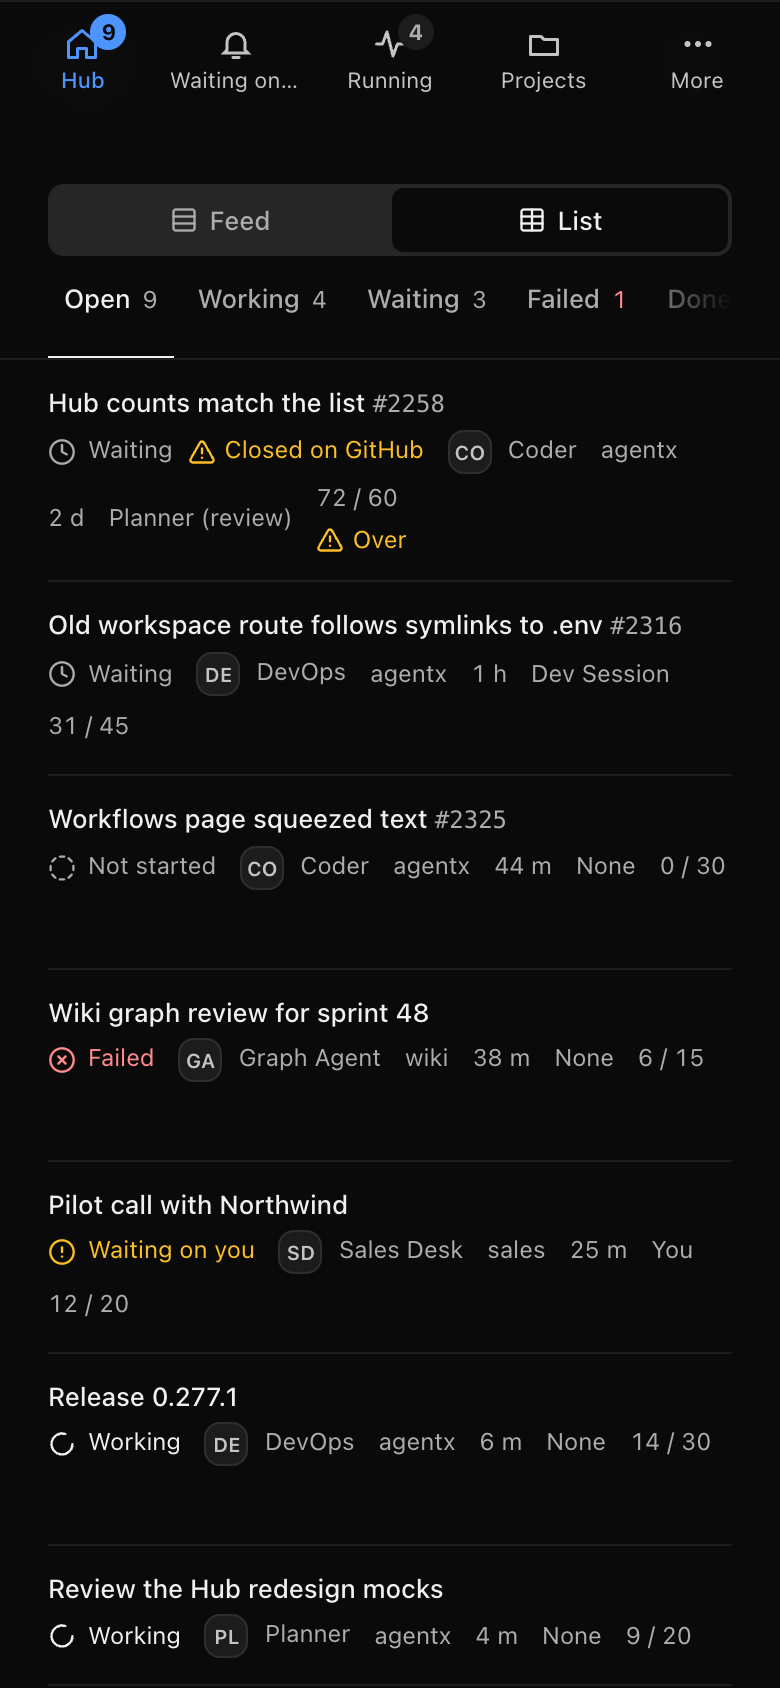 9
4
Hub
Waiting on...
Running
Projects
More
Feed
List
Open 9
Working 4
Waiting 3
Failed 1
Done
Hub counts match the list #2258
Waiting Closed on GitHub CO Coder agentx
2 d Planner (review) 72 / 60
Over
Old workspace route follows symlinks to .env #2316
Waiting DE DevOps agentx 1 h Dev Session
31 / 45
Workflows page squeezed text #2325
Not started CO Coder agentx 44 m None 0 / 30
Wiki graph review for sprint 48
Failed GA Graph Agent wiki 38 m None 6 / 15
Pilot call with Northwind
Waiting on you SD Sales Desk sales 25 m You
12 / 20
Release 0.277.1
Working DE DevOps agentx 6 m None 14 / 30
Review the Hub redesign mocks
Working PL Planner agentx 4 m None 9 / 20